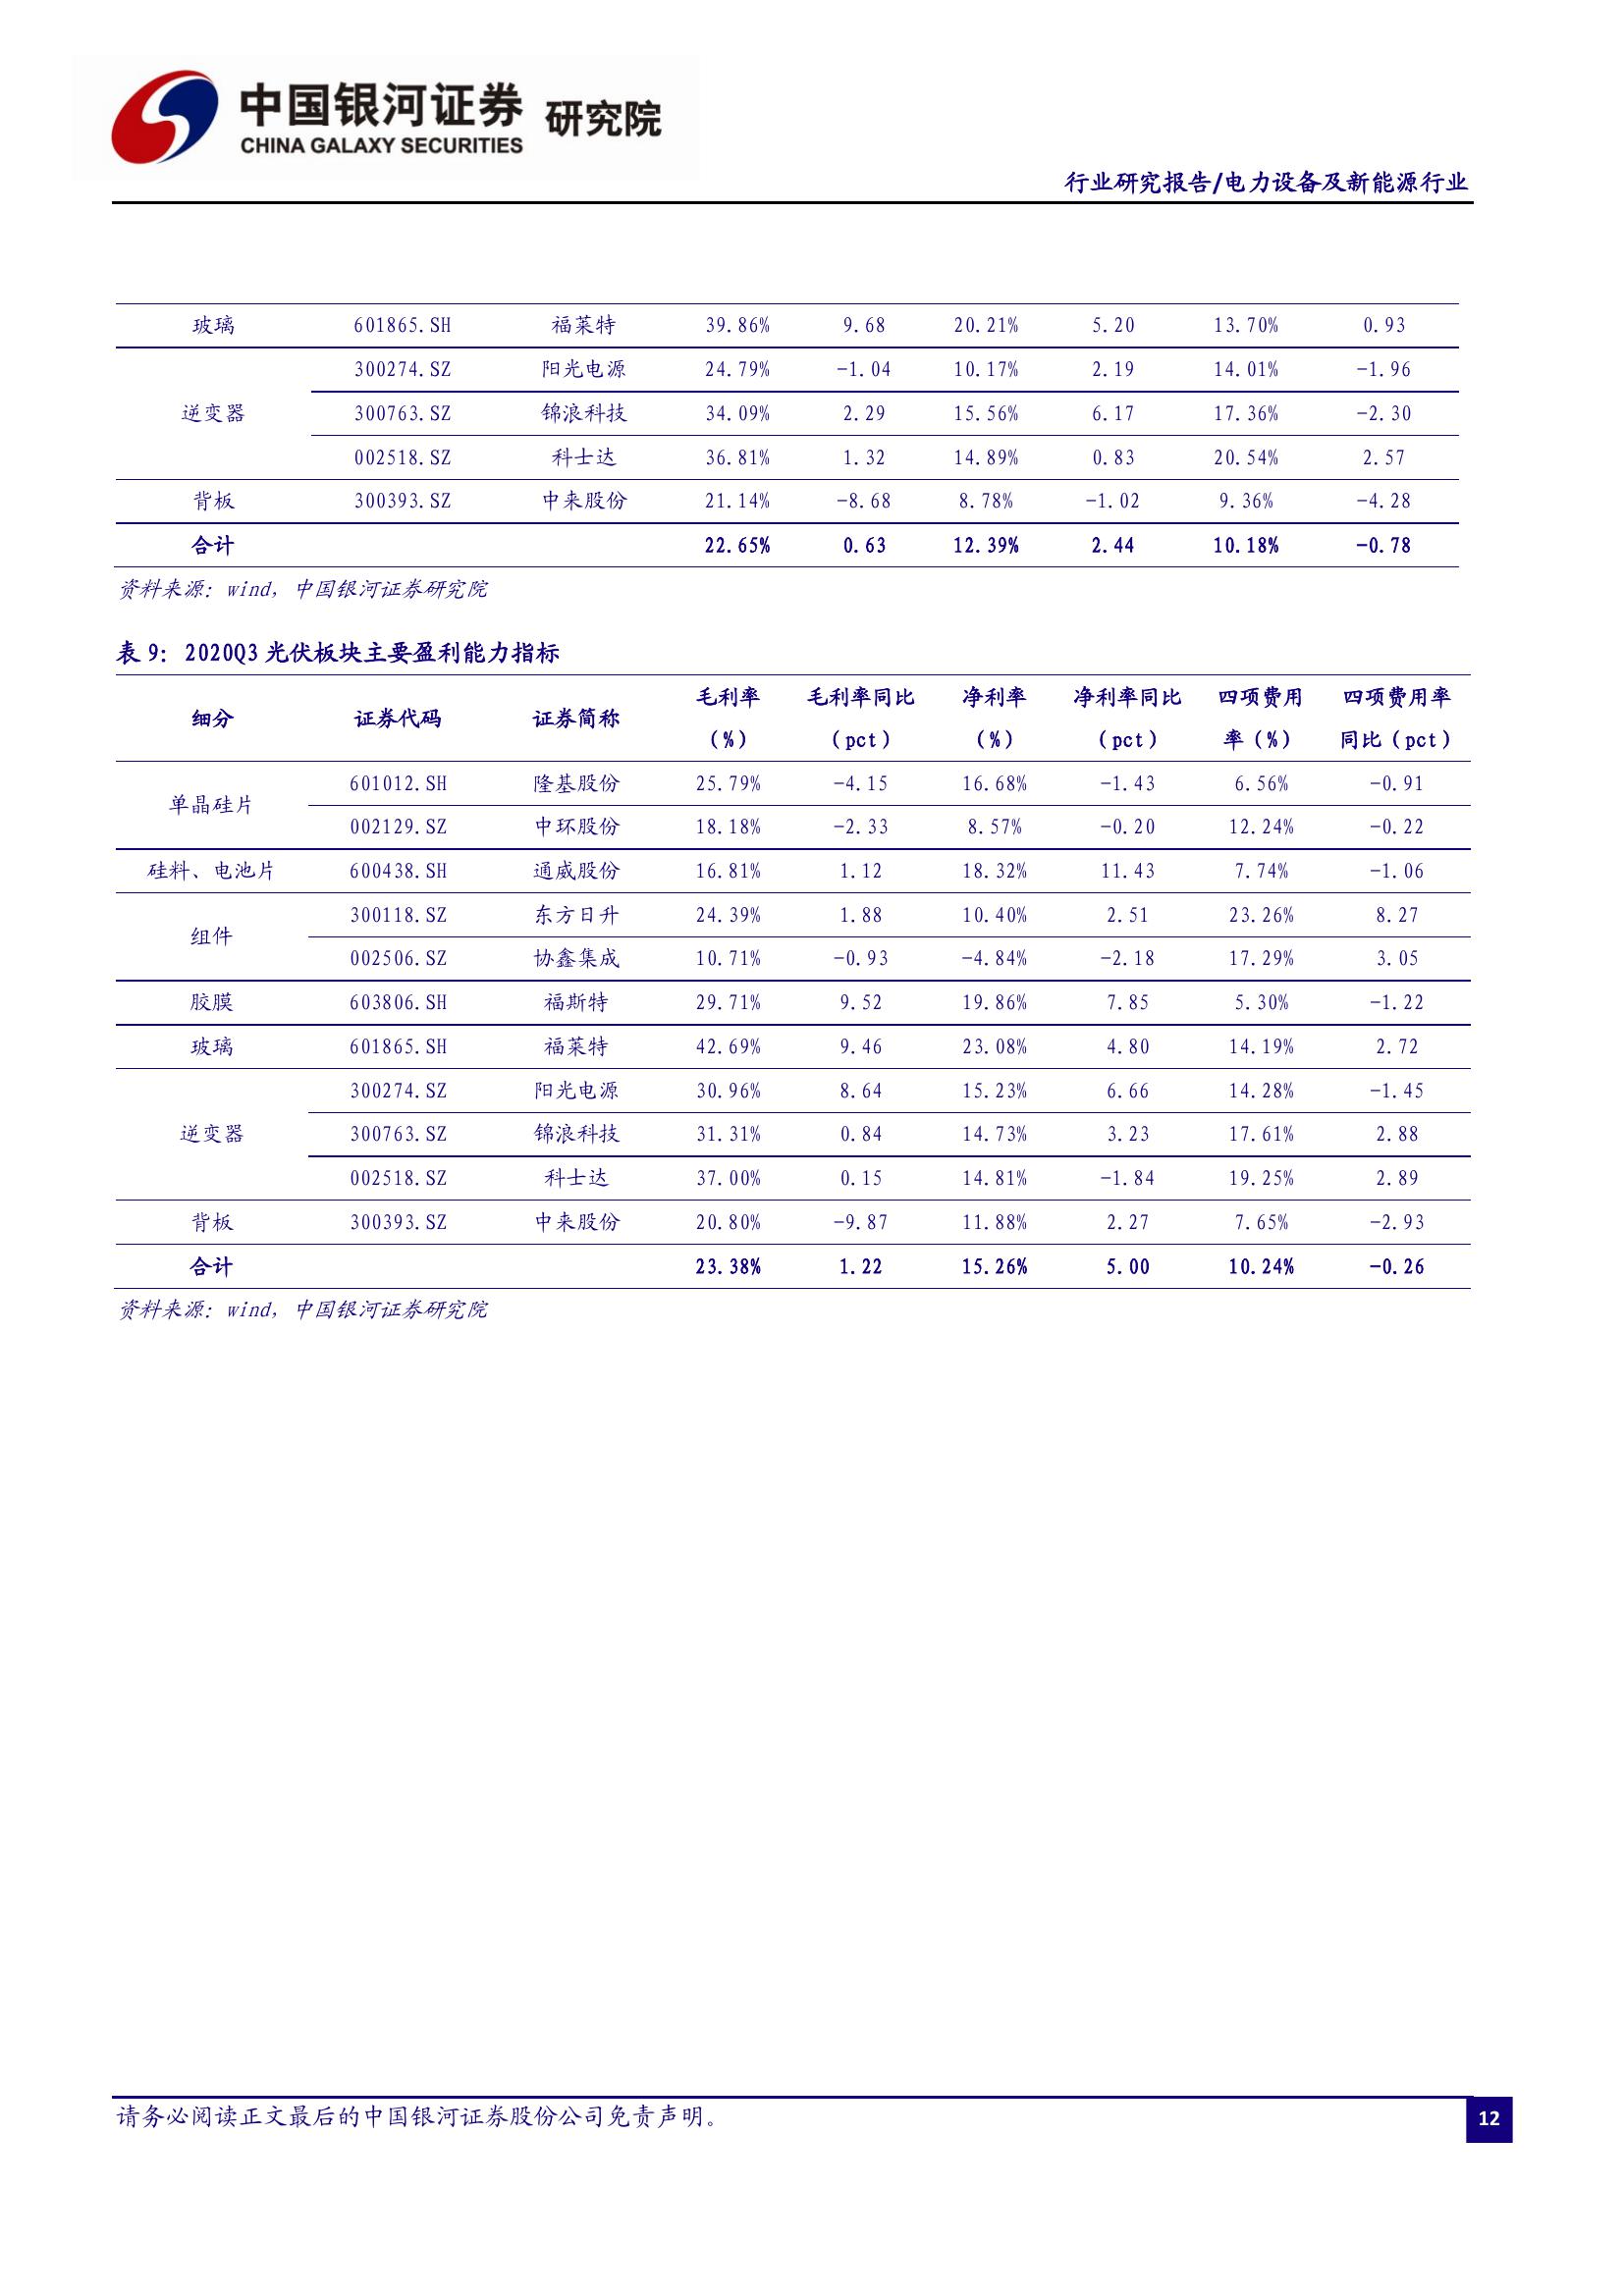 中国银河证券 研究院
CHINA GALAXY SECURITIES
行业研究报告/电力设备及新能源行业
玻璃 601865.SH 福莱特 39.86% 9.68 20.21% 5.20 13.70% 0.93
300274.SZ 阳光电源 24.79% -1.04 10.17% 2.19 14.01% -1.96
逆变器 300763.SZ 锦浪科技 34.09% 2.29 15.56% 6.17 17.36% -2.30
002518.SZ 科士达 36.81% 1.32 14.89% 0.83 20.54% 2.57
背板 300393.SZ 中来股份 21.14% -8.68 8.78% -1.02 9.36% -4.28
合计 22.65% 0.63 12.39% 2.44 10.18% -0.78
资料来源：wind，中国银河证券研究院
表 9：2020Q3 光伏板块主要盈利能力指标
细分 证券代码 证券简称 毛利率（%） 毛利率同比（pct） 净利率（%） 净利率同比（pct） 四项费用率（%） 四项费用率同比（pct）
单晶硅片 601012.SH 隆基股份 25.79% -4.15 16.68% -1.43 6.56% -0.91
002129.SZ 中环股份 18.18% -2.33 8.57% -0.20 12.24% -0.22
硅料、电池片 600438.SH 通威股份 16.81% 1.12 18.32% 11.43 7.74% -1.06
组件 300118.SZ 东方日升 24.39% 1.88 10.40% 2.51 23.26% 8.27
002506.SZ 协鑫集成 10.71% -0.93 -4.84% -2.18 17.29% 3.05
胶膜 603806.SH 福斯特 29.71% 9.52 19.86% 7.85 5.30% -1.22
玻璃 601865.SH 福莱特 42.69% 9.46 23.08% 4.80 14.19% 2.72
300274.SZ 阳光电源 30.96% 8.64 15.23% 6.66 14.28% -1.45
逆变器 300763.SZ 锦浪科技 31.31% 0.84 14.73% 3.23 17.61% 2.88
002518.SZ 科士达 37.00% 0.15 14.81% -1.84 19.25% 2.89
背板 300393.SZ 中来股份 20.80% -9.87 11.88% 2.27 7.65% -2.93
合计 23.38% 1.22 15.26% 5.00 10.24% -0.26
资料来源：wind，中国银河证券研究院
请务必阅读正文最后的中国银河证券股份公司免责声明。
12